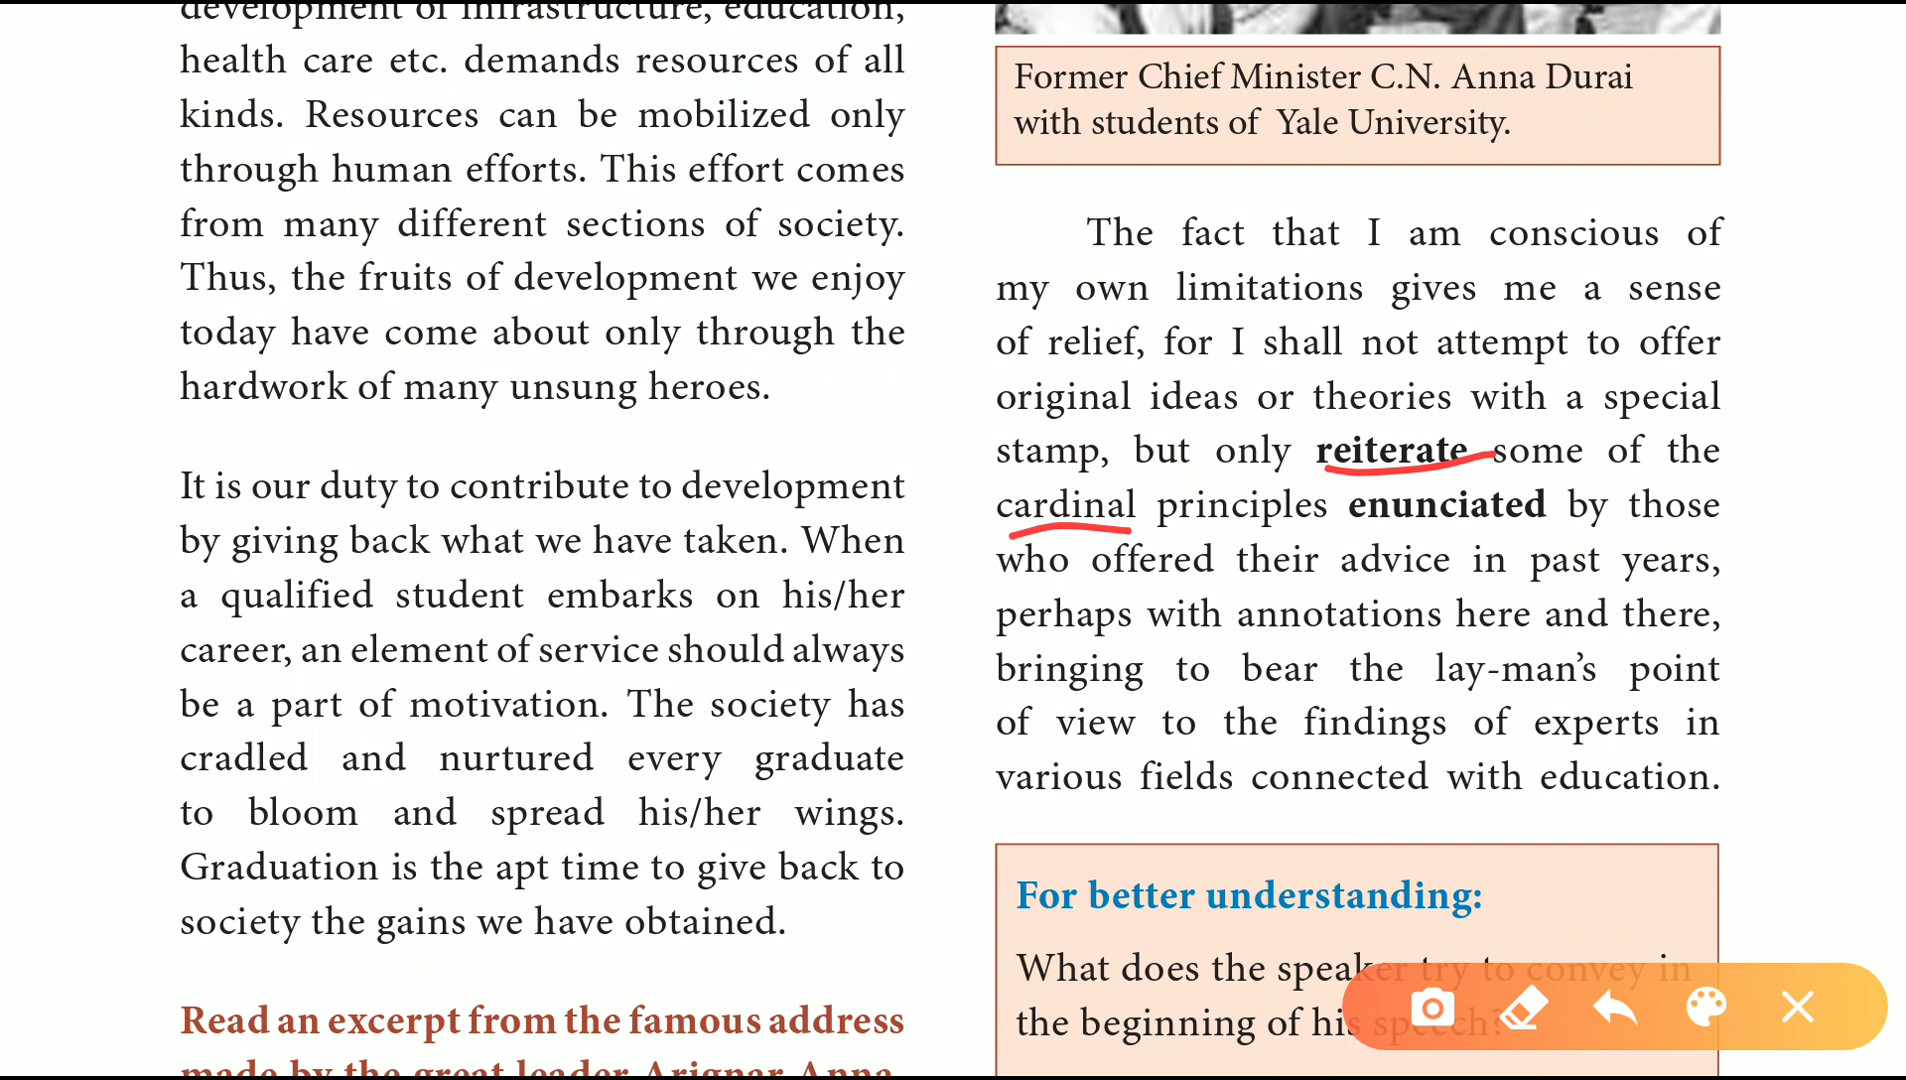 development of infrastructure, education,
health care etc. demands resources of all
kinds. Resources can be mobilized only
through human efforts. This effort comes
from many different sections of society.
Thus, the fruits of development we enjoy
today have come about only through the
hardwork of many unsung heroes.
It is our duty to contribute to development
by giving back what we have taken. When
a qualified student embarks on his/her
career, an element of service should always
be a part of motivation. The society has
cradled and nurtured every graduate
to bloom and spread his/her wings.
Graduation is the apt time to give back to
society the gains we have obtained.
Read an excerpt from the famous address
made by the great leader Arignar Anna
Former Chief Minister C.N. Anna Durai
with students of Yale University.
The fact that I am conscious of
my own limitations gives me a sense
of relief, for I shall not attempt to offer
original ideas or theories with a special
stamp, but only reiterate some of the
cardinal principles enunciated by those
who offered their advice in past years,
perhaps with annotations here and there,
bringing to bear the lay-man’s point
of view to the findings of experts in
various fields connected with education.
For better understanding:
What does the speaker try to convey in
the beginning of his speech?